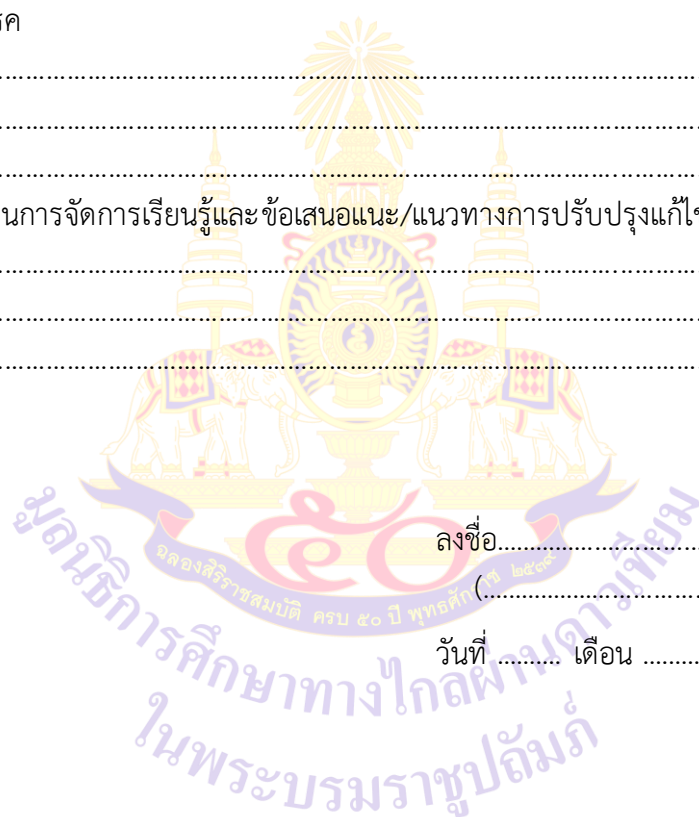 รค
........................................................................................................
........................................................................................................
........................................................................................................
นการจัดการเรียนรู้และข้อเสนอแนะ/แนวทางการปรับปรุงแก้ไข
........................................................................................................
........................................................................................................
........................................................................................................
ลงชื่อ..................................
(..................................
วันที่ .......... เดือน .........
ฉลองสิริราชสมบัติ ครบ ๕๐ ปี พุทธศักราช ๒๕๓๙
๕๐
มูลนิธิการศึกษาทางไกลผ่านดาวเทียม
ในพระบรมราชูปถัมภ์